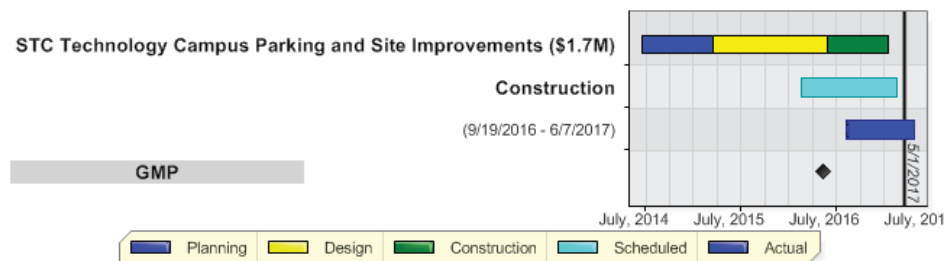 STC Technology Campus Parking and Site Improvements ($1.7M)
Construction
(9/19/2016 - 6/7/2017)
GMP
5/1/2017
July, 2014 July, 2015 July, 2016 July, 201
Planning Design Construction Scheduled Actual